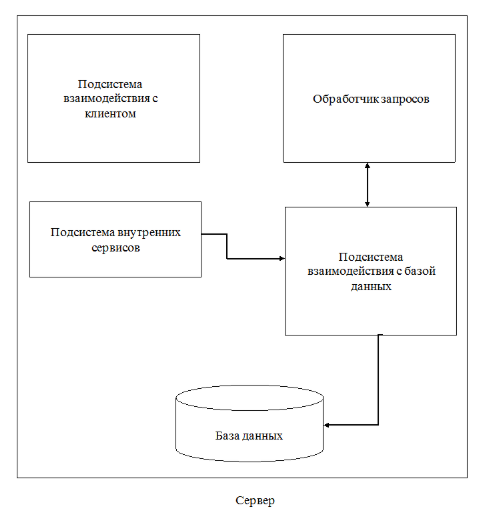 Подсистема
взаимодействия с
клиентом
Обработчик запросов
Подсистема внутренних
сервисов
Подсистема
взаимодействия с базой
данных
База данных
Сервер